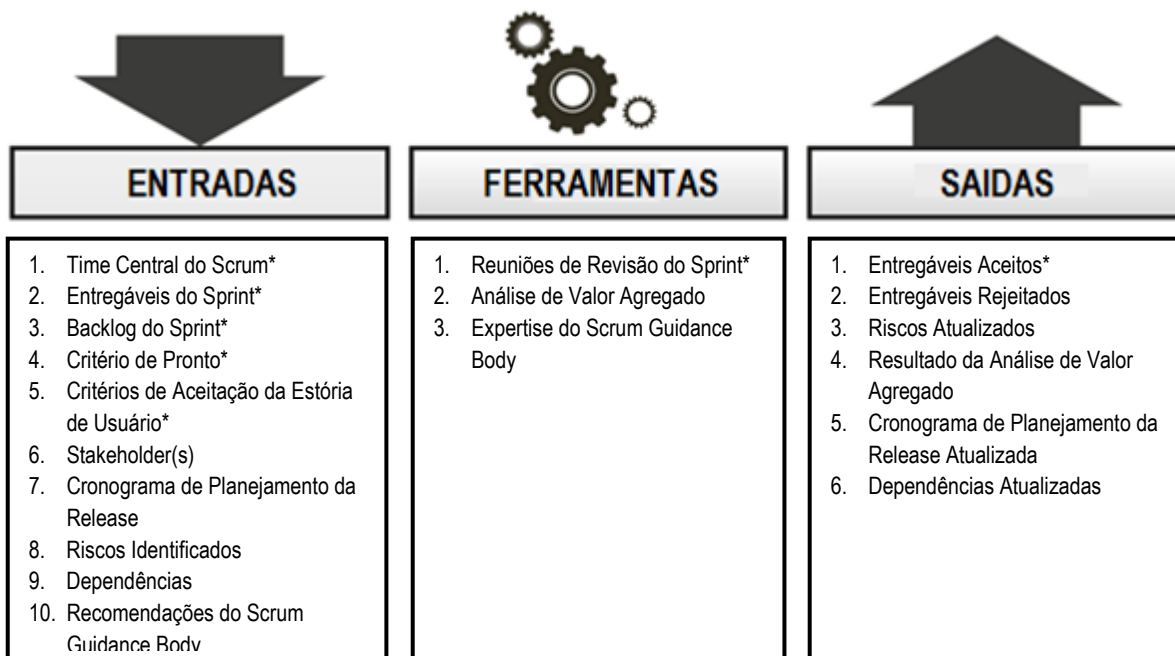 ENTRADAS
1. Time Central do Scrum*
2. Entregáveis do Sprint*
3. Backlog do Sprint*
4. Critério de Pronto*
5. Critérios de Aceitação da Estória
de Usuário*
6. Stakeholder(s)
7. Cronograma de Planejamento da
Release
8. Riscos Identificados
9. Dependências
10. Recomendações do Scrum
Guidance Body
FERRAMENTAS
1. Reuniões de Revisão do Sprint*
2. Análise de Valor Agregado
3. Expertise do Scrum Guidance
Body
SAIDAS
1. Entregáveis Aceitos*
2. Entregáveis Rejeitados
3. Riscos Atualizados
4. Resultado da Análise de Valor
Agregado
5. Cronograma de Planejamento da
Release Atualizada
6. Dependências Atualizadas